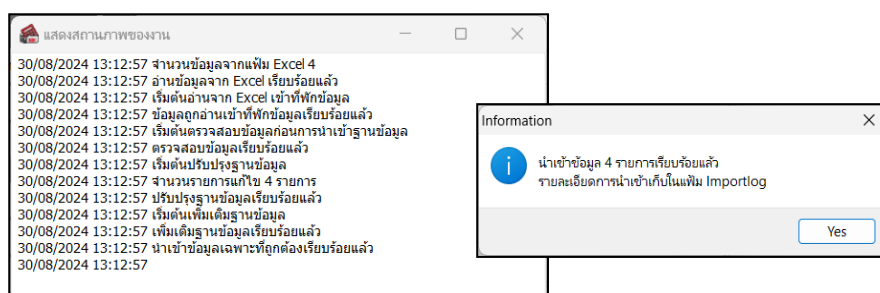 แสดงสถานภาพของงาน
30/08/2024 13:12:57 จำนวนข้อมูลจากแฟ้ม Excel 4
30/08/2024 13:12:57 อ่านข้อมูลจาก Excel เรียบร้อยแล้ว
30/08/2024 13:12:57 เริ่มต้นอ่านจาก Excel เข้าที่พักข้อมูล
30/08/2024 13:12:57 ข้อมูลถูกอ่านเข้าที่พักข้อมูลเรียบร้อยแล้ว
30/08/2024 13:12:57 เริ่มต้นตรวจสอบข้อมูลก่อนการนำเข้าฐานข้อมูล
30/08/2024 13:12:57 ตรวจสอบข้อมูลเรียบร้อยแล้ว
30/08/2024 13:12:57 เริ่มต้นปรับปรุงฐานข้อมูล
30/08/2024 13:12:57 จำนวนรายการแก้ไข 4 รายการ
30/08/2024 13:12:57 ปรับปรุงฐานข้อมูลเรียบร้อยแล้ว
30/08/2024 13:12:57 เริ่มต้นเพิ่มเติมฐานข้อมูล
30/08/2024 13:12:57 เพิ่มเติมฐานข้อมูลเรียบร้อยแล้ว
30/08/2024 13:12:57 นำเข้าข้อมูลเฉพาะที่ถูกต้องเรียบร้อยแล้ว
30/08/2024 13:12:57
Information
นำเข้าข้อมูล 4 รายการเรียบร้อยแล้ว
รายละเอียดการนำเข้าเก็บในแฟ้ม Importlog
Yes